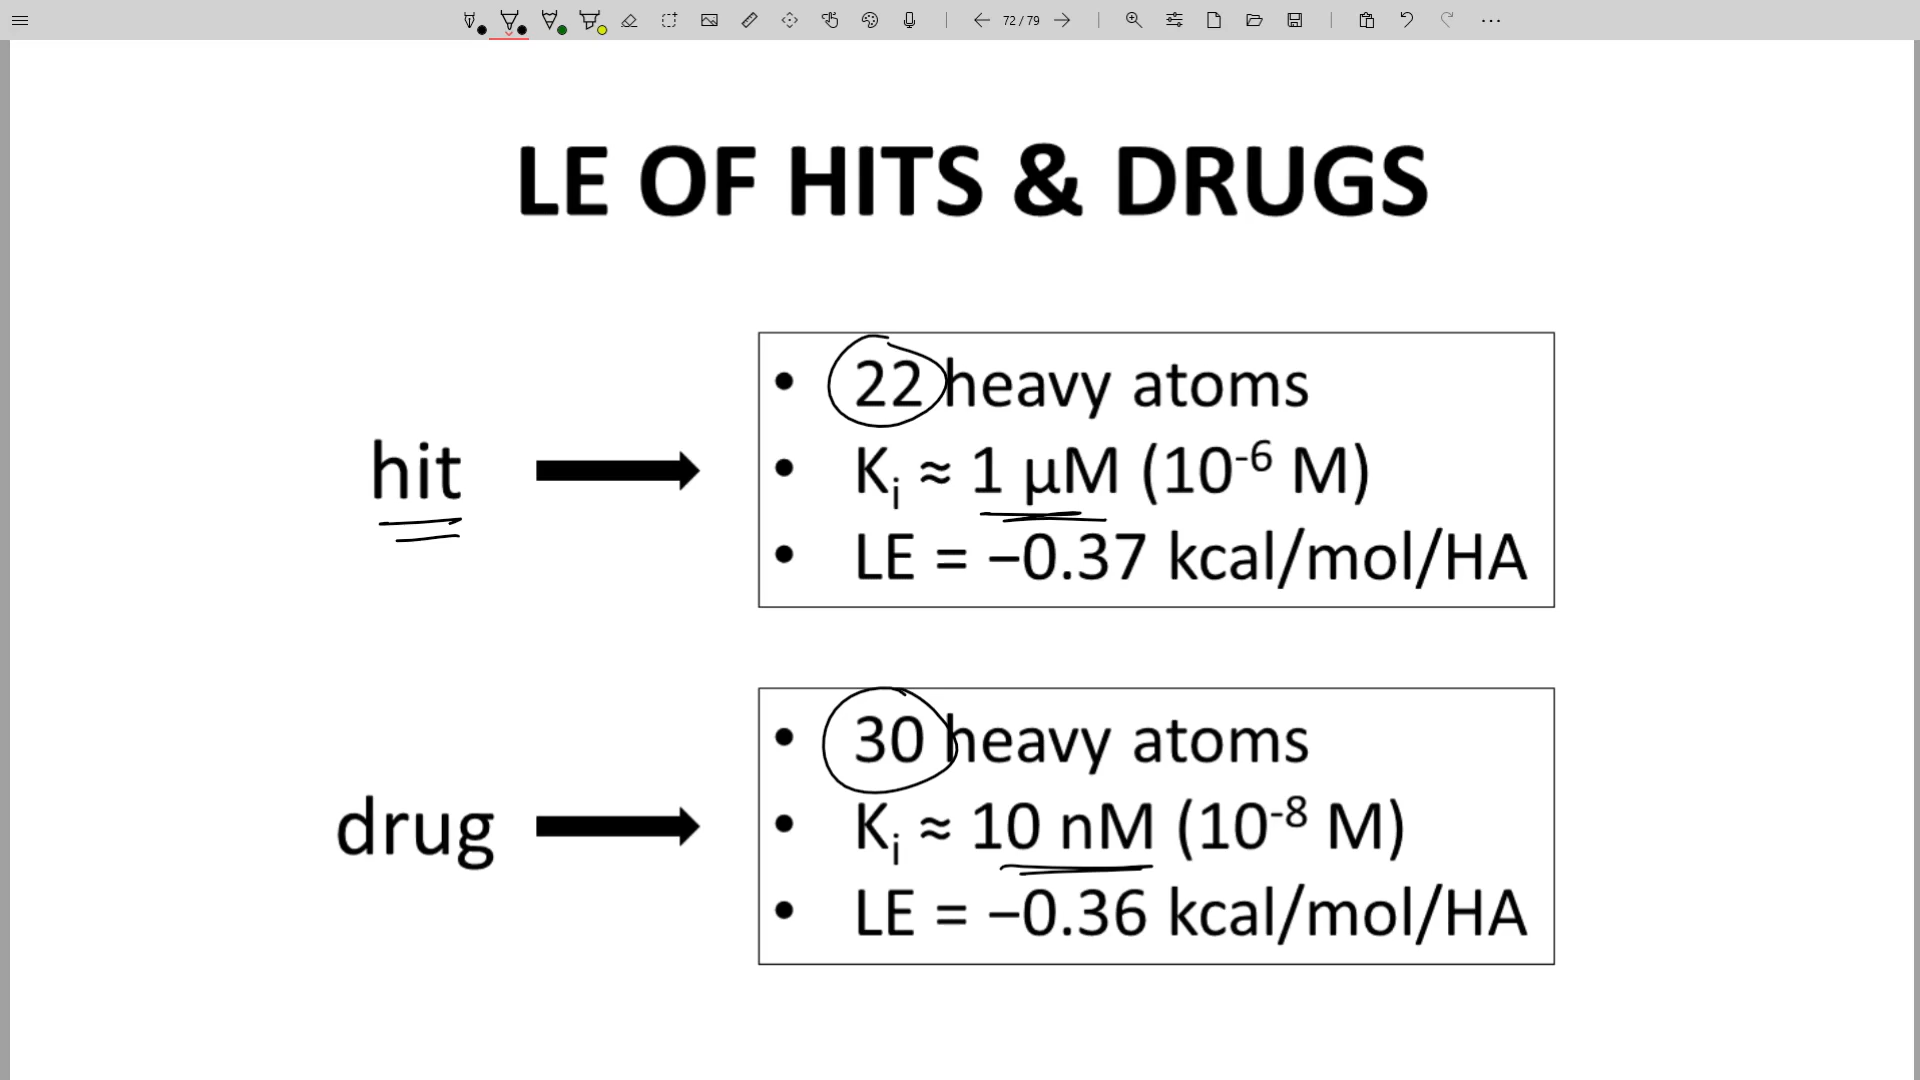 72 / 79
LE OF HITS & DRUGS
hit
• 22 heavy atoms
• Kᵢ ≈ 1 μM (10⁻⁶ M)
• LE = −0.37 kcal/mol/HA
drug
• 30 heavy atoms
• Kᵢ ≈ 10 nM (10⁻⁸ M)
• LE = −0.36 kcal/mol/HA